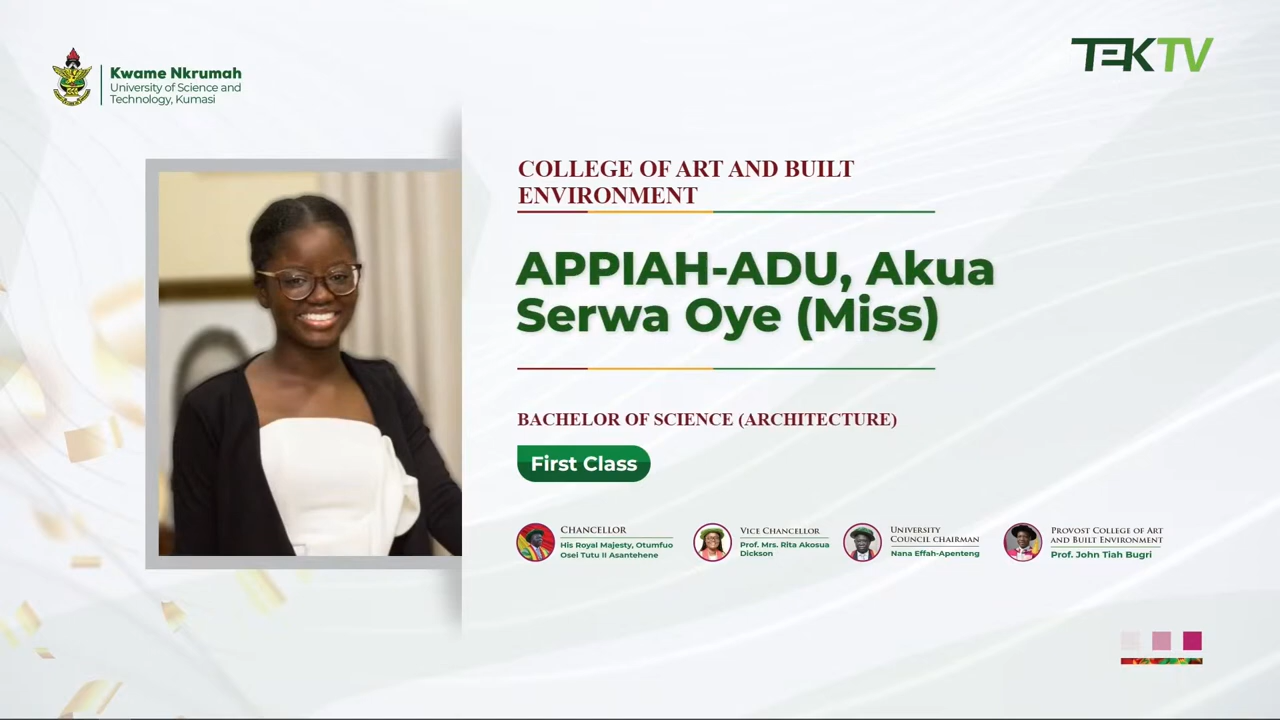 Kwame Nkrumah
University of Science and
Technology, Kumasi
TEKTV
COLLEGE OF ART AND BUILT
ENVIRONMENT
APPIAH-ADU, Akua
Serwa Oye (Miss)
BACHELOR OF SCIENCE (ARCHITECTURE)
First Class
CHANCELLOR
His Royal Majesty, Otumfuo
Osei Tutu II Asantehene
VICE CHANCELLOR
Prof. Mrs. Rita Akosua
Dickson
UNIVERSITY
COUNCIL CHAIRMAN
Nana Effah-Apenteng
PROVOST COLLEGE OF ART
AND BUILT ENVIRONMENT
Prof. John Tiah Bugri